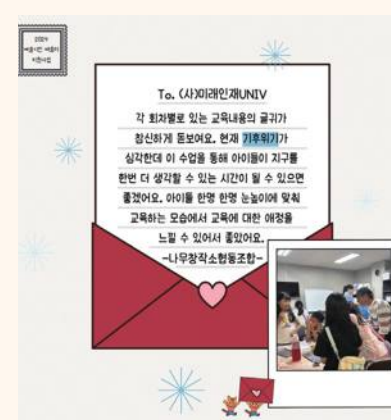 To. (사)미래인재UNIV
각 회차별로 있는 교육내용의 글귀가
참신하게 돋보여요. 현재 기후위기가
심각한데 이 수업을 통해 아이들이 지구를
한번 더 생각할 수 있는 시간이 될 수 있으면
좋겠어요. 아이들 한명 한명 눈높이에 맞춰
교육하는 모습에서 교육에 대한 애정을
느낄 수 있어서 좋았어요.
-나무창작소협동조합-